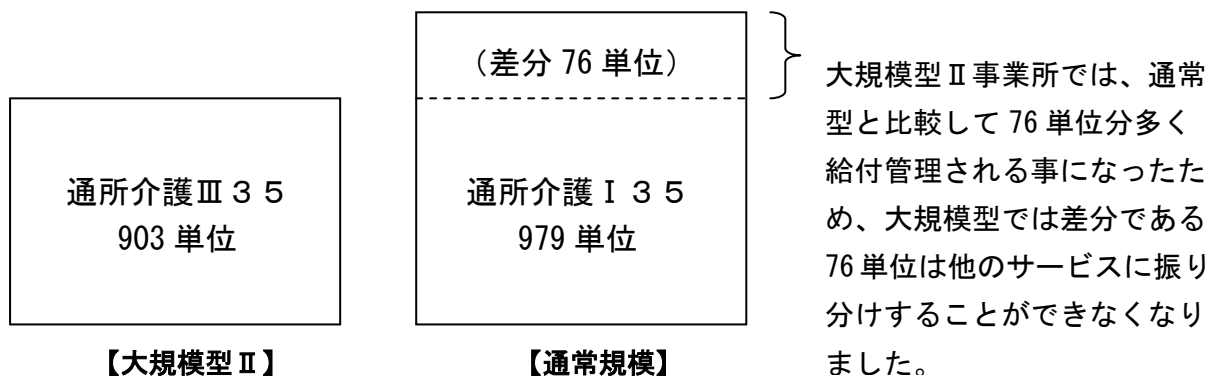 通所介護Ⅲ３５
903 単位
【大規模型Ⅱ】
（差分 76 単位）
通所介護Ⅰ３５
979 単位
【通常規模】
大規模型Ⅱ事業所では、通常
型と比較して 76 単位分多く
給付管理される事になったた
め、大規模型では差分である
76 単位は他のサービスに振り
分けすることができなくなり
ました。